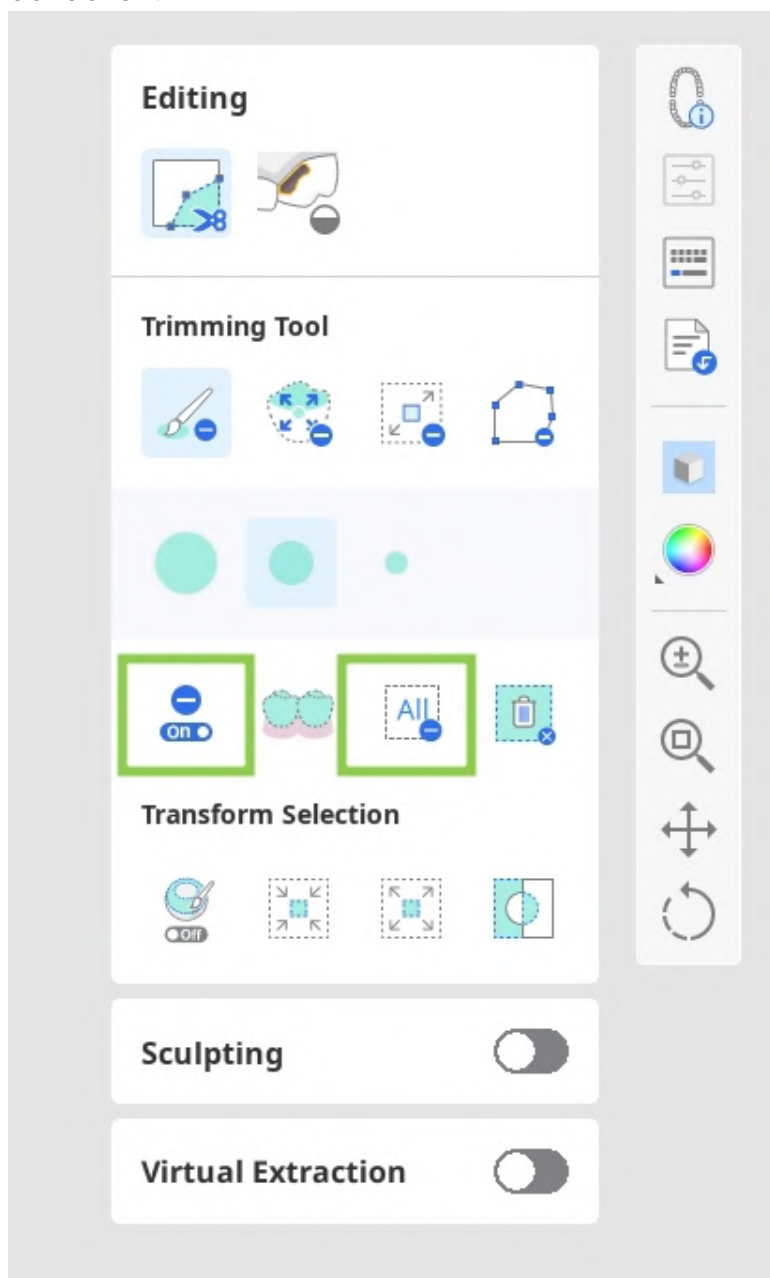 Editing
Trimming Tool
On
All
Transform Selection
Off
Sculpting
Virtual Extraction